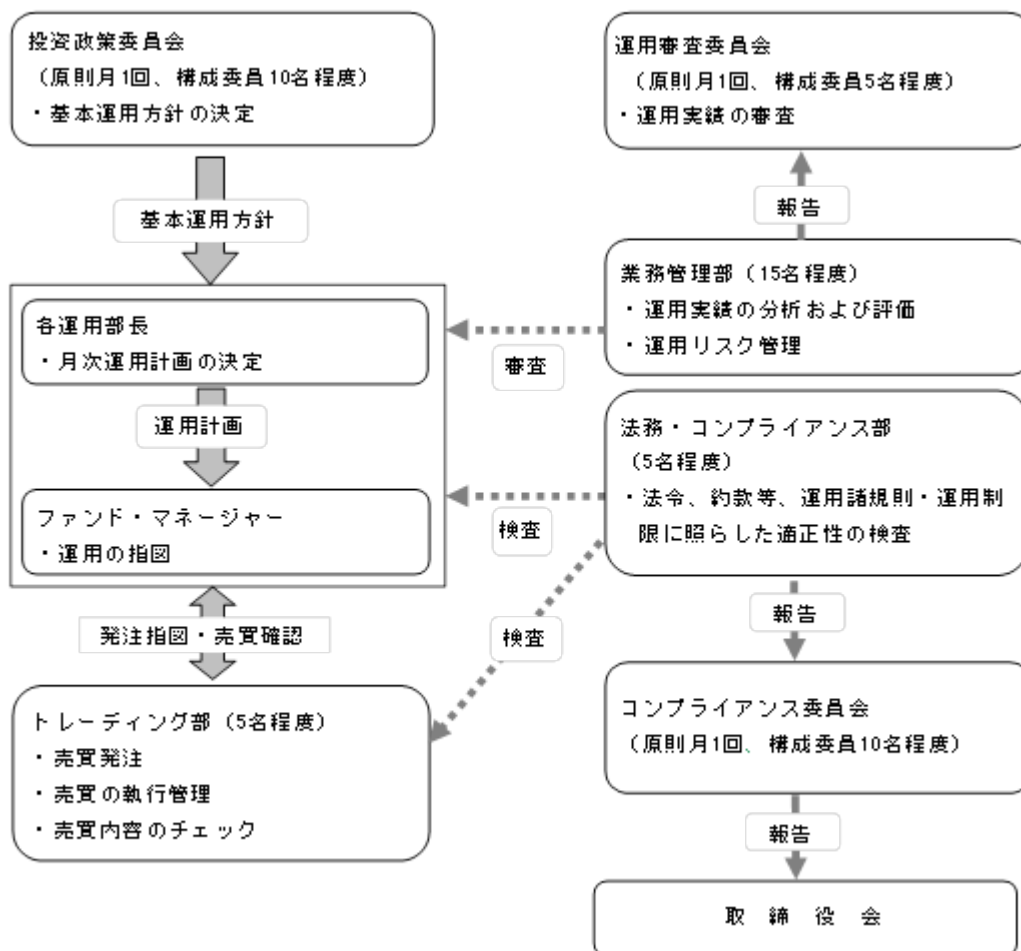 投資政策委員会
（原則月1回、構成委員10名程度）
・基本運用方針の決定
基本運用方針
各運用部長
・月次運用計画の決定
運用計画
ファンド・マネージャー
・運用の指図
発注指図・売買確認
トレーディング部（5名程度）
・売買発注
・売買の執行管理
・売買内容のチェック
運用審査委員会
（原則月1回、構成委員5名程度）
・運用実績の審査
報告
業務管理部（15名程度）
・運用実績の分析および評価
・運用リスク管理
審査
法務・コンプライアンス部
（5名程度）
・法令、約款等、運用諸規則・運用制
限に照らした適正性の検査
検査
検査
報告
コンプライアンス委員会
（原則月1回、構成委員10名程度）
報告
取締役会